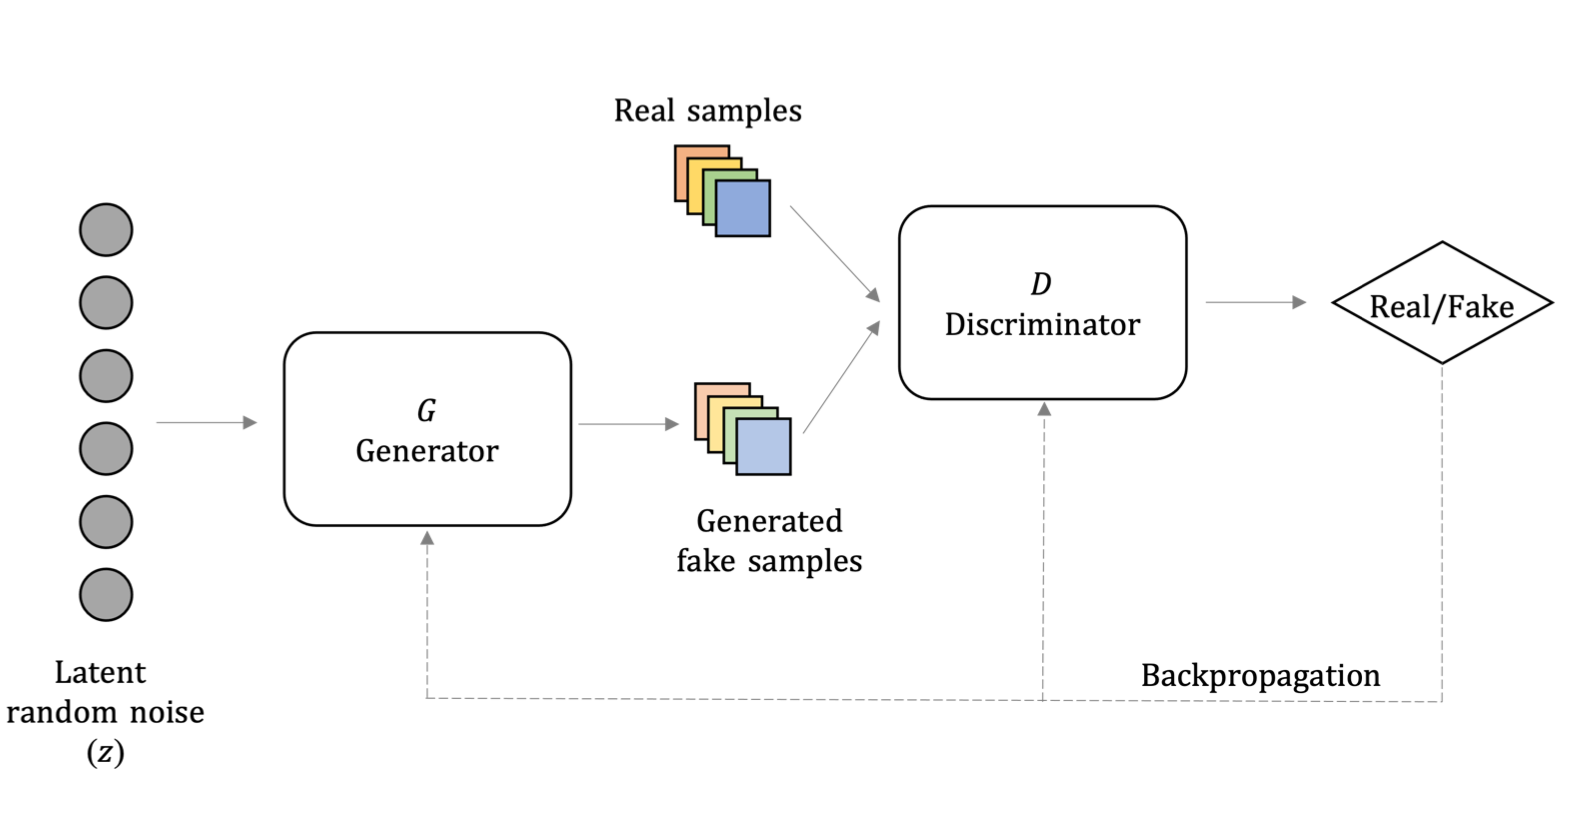 Real samples
D
Discriminator
Real/Fake
G
Generator
Generated
fake samples
Backpropagation
Latent
random noise
(z)